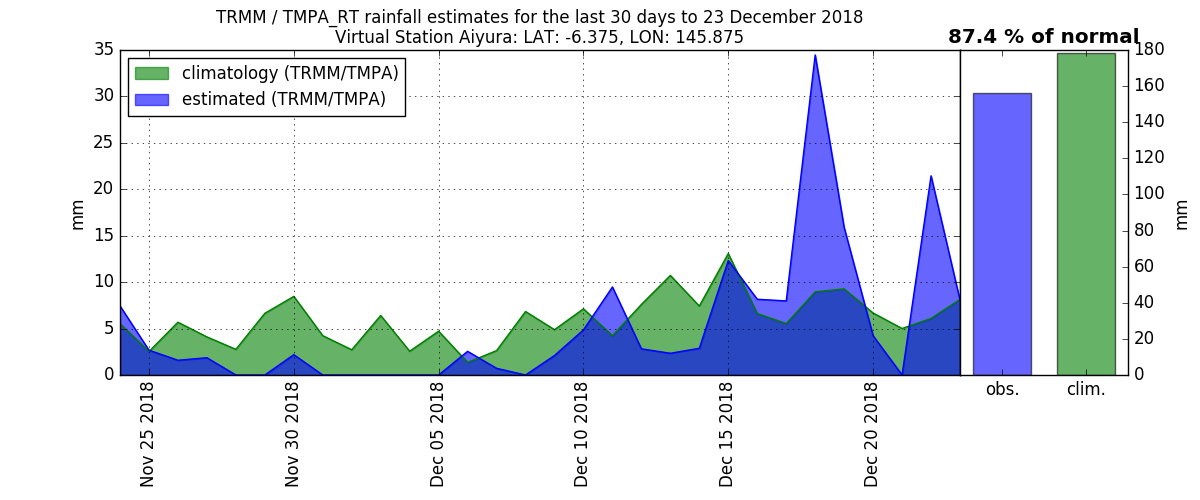 TRMM / TMPA_RT rainfall estimates for the last 30 days to 23 December 2018
Virtual Station Aiyura: LAT: -6.375, LON: 145.875
87.4 % of normal
climatology (TRMM/TMPA)
estimated (TRMM/TMPA)
35
30
25
20
15
10
5
0
mm
180
160
140
120
100
80
60
40
20
0
mm
Nov 25 2018
Nov 30 2018
Dec 05 2018
Dec 10 2018
Dec 15 2018
Dec 20 2018
obs.
clim.